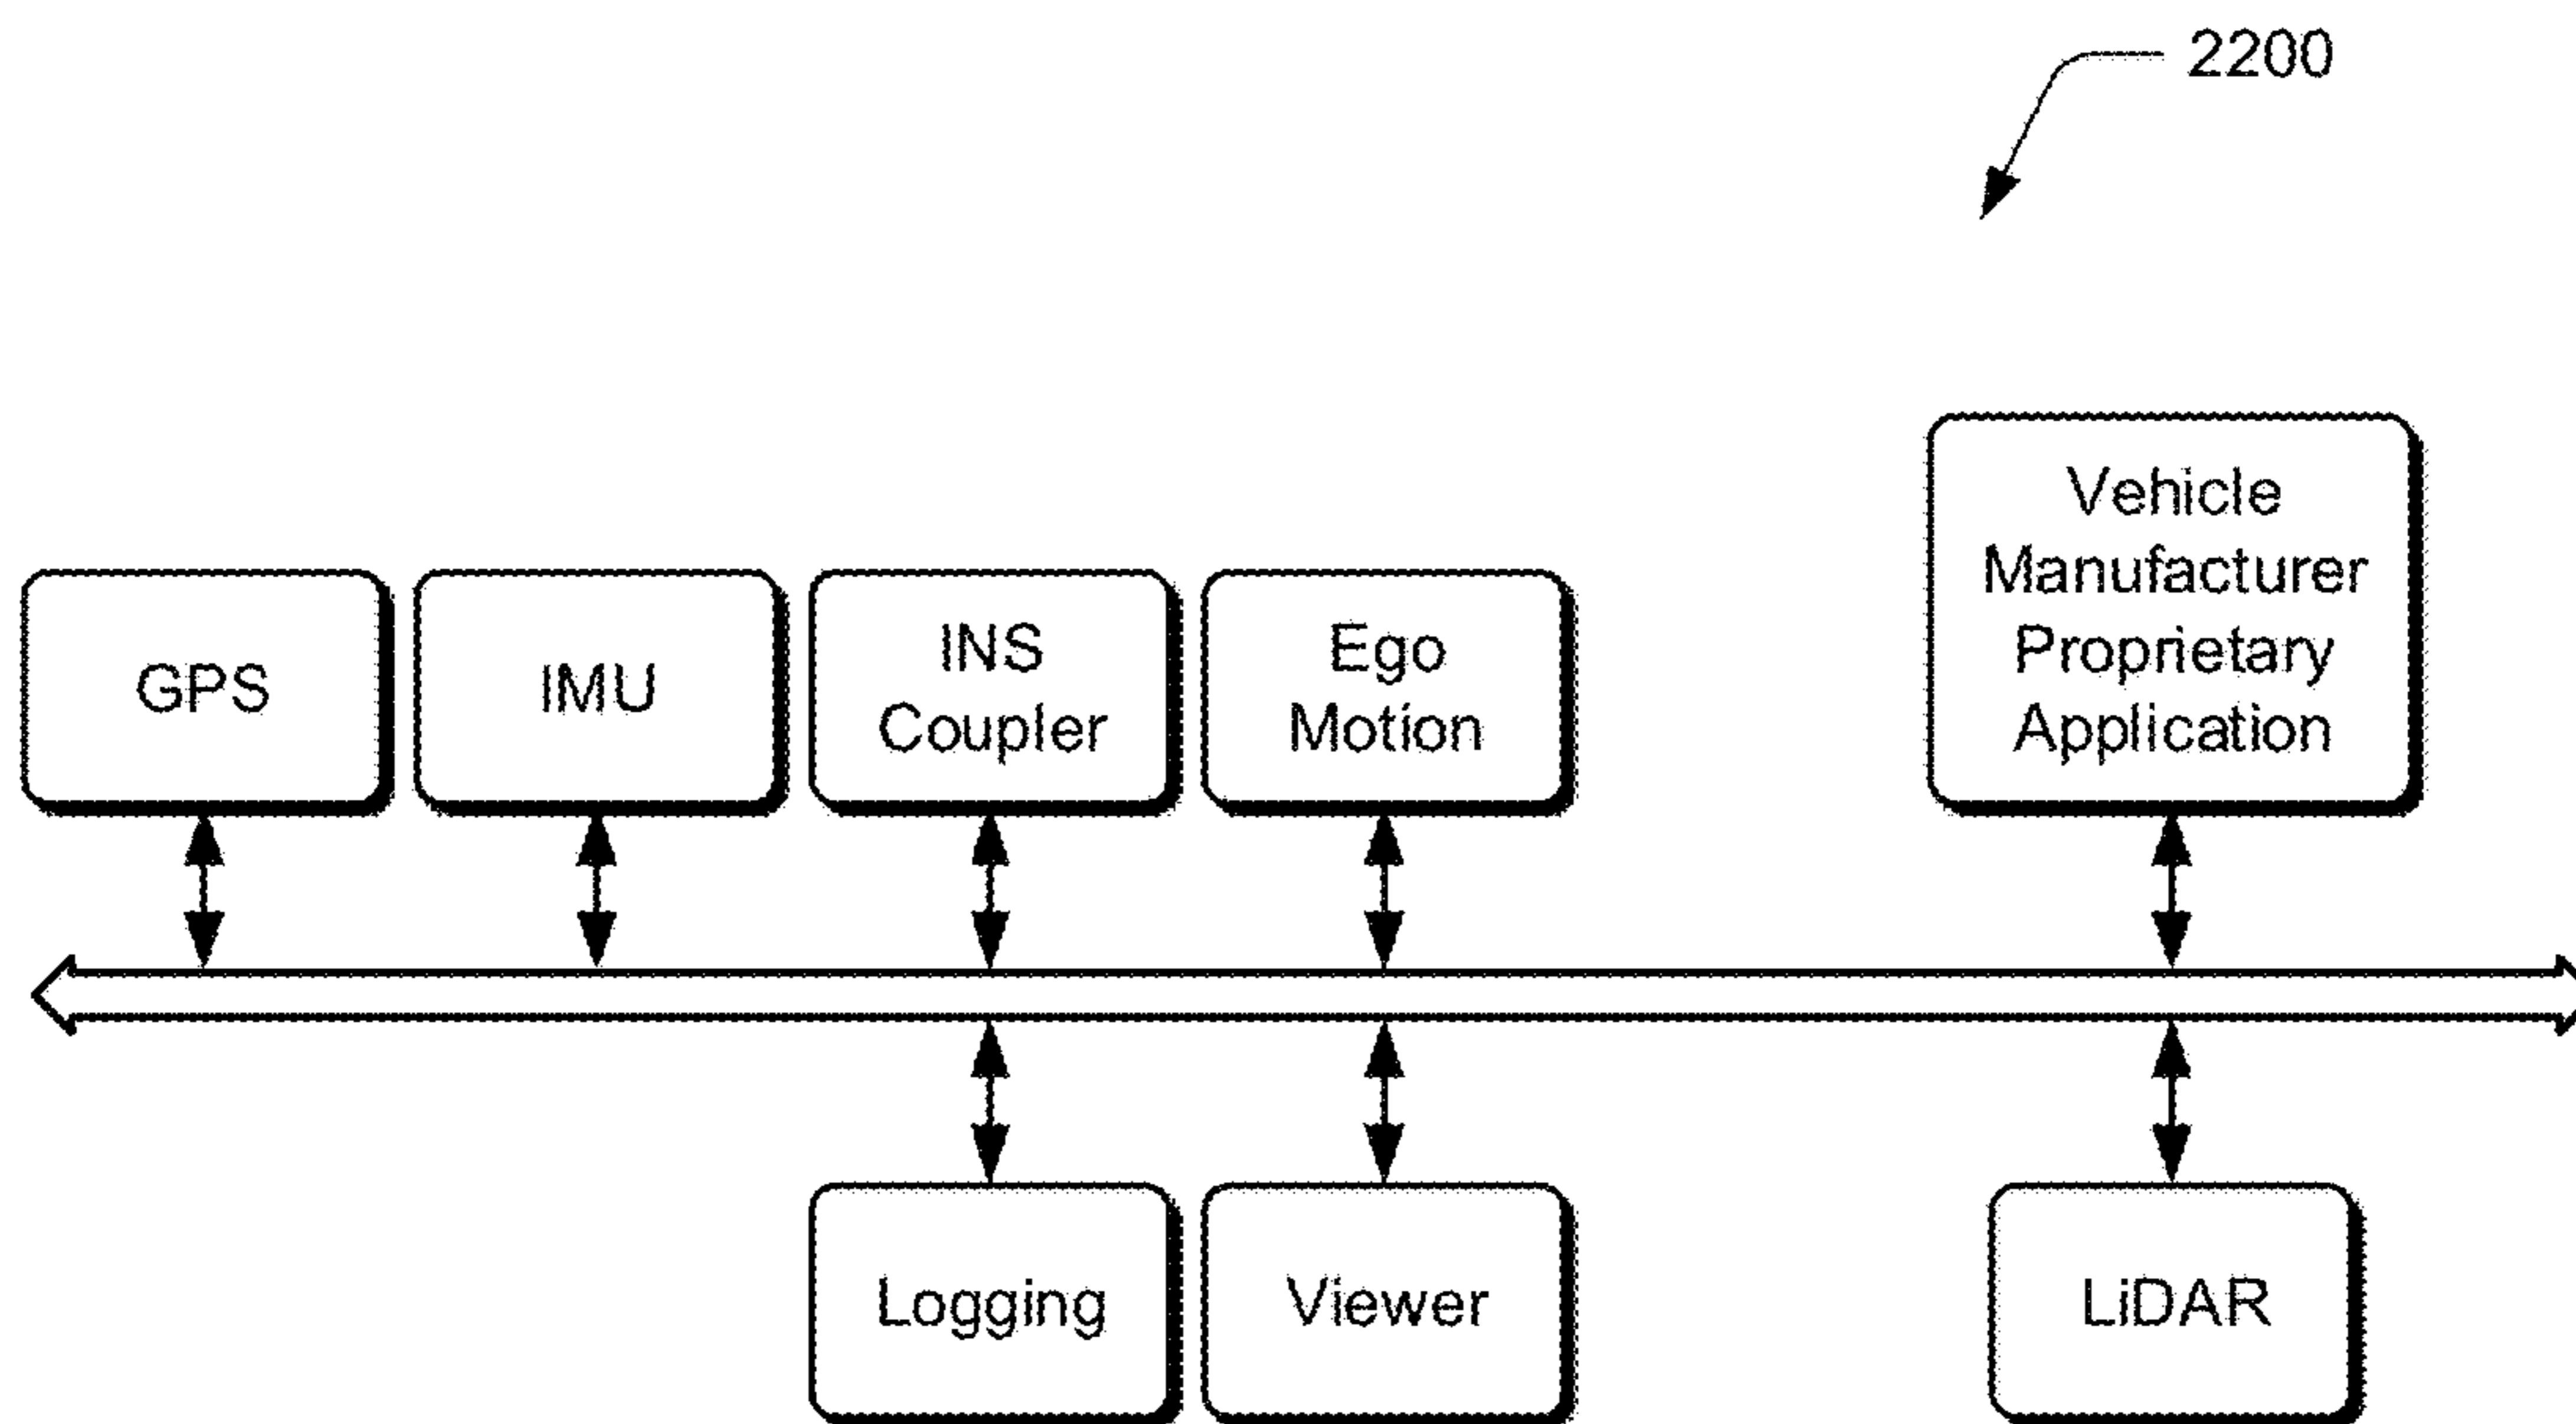 2200
Vehicle
Manufacturer
Proprietary
Application
GPS
IMU
INS
Coupler
Ego
Motion
Logging
Viewer
LiDAR